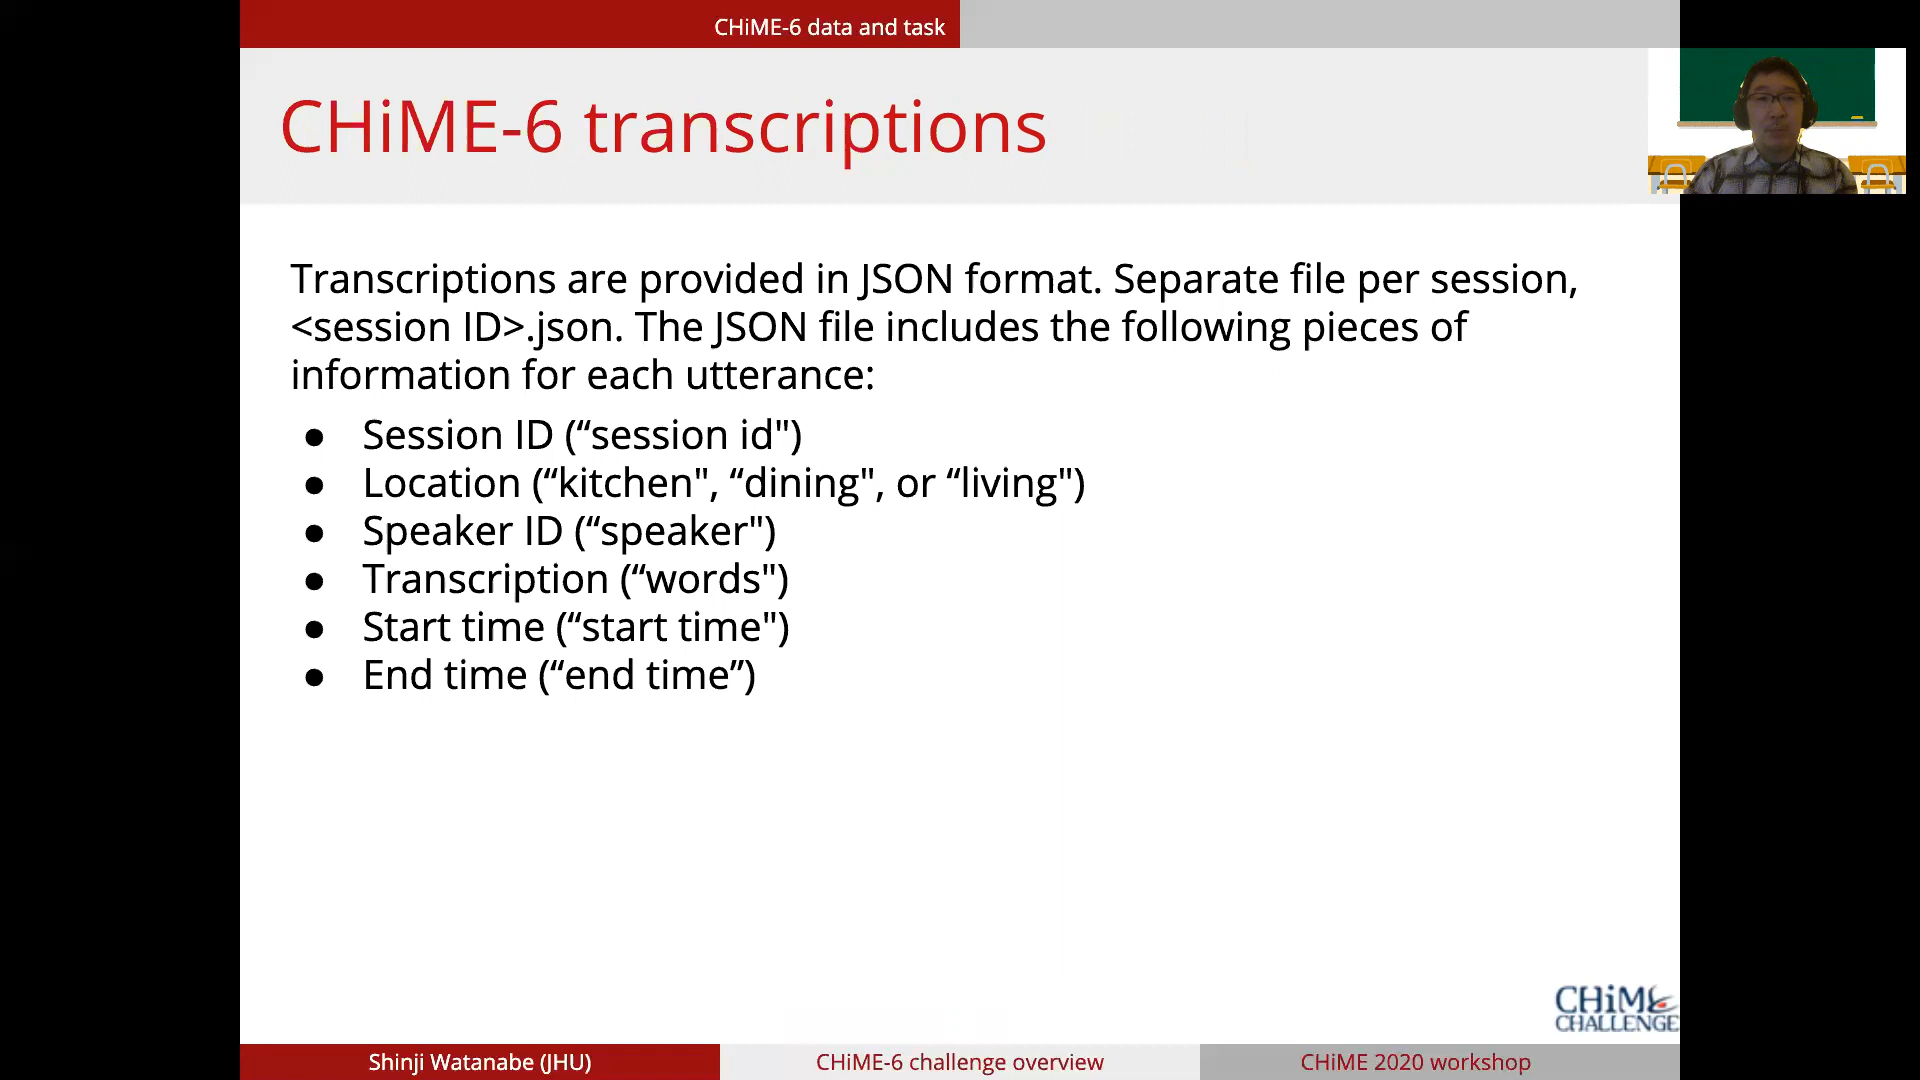 CHiME-6 data and task
CHiME-6 transcriptions
Transcriptions are provided in JSON format. Separate file per session,
<session ID>.json. The JSON file includes the following pieces of
information for each utterance:
● Session ID (“session id")
● Location (“kitchen", “dining", or “living")
● Speaker ID (“speaker")
● Transcription (“words")
● Start time (“start time")
● End time (“end time”)
CHiME
CHALLENGE
Shinji Watanabe (JHU)
CHiME-6 challenge overview
CHiME 2020 workshop